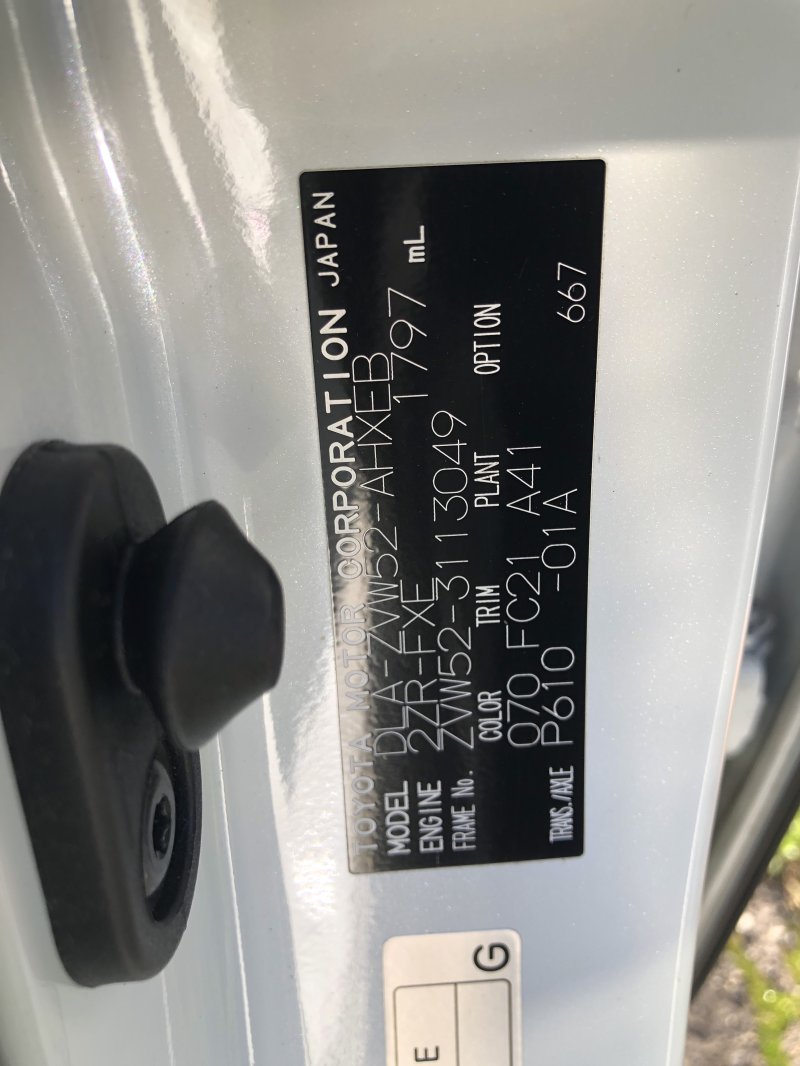 TOYOTA MOTOR CORPORATION JAPAN
MODEL DLA-ZVW52-AHXEB
ENGINE 2ZR-FXE 1797 mL
FRAME No. ZVW52-3113049
COLOR TRIM PLANT OPTION
070 FC21 A41
TRANS./AXLE P610 -01A 667
G
E